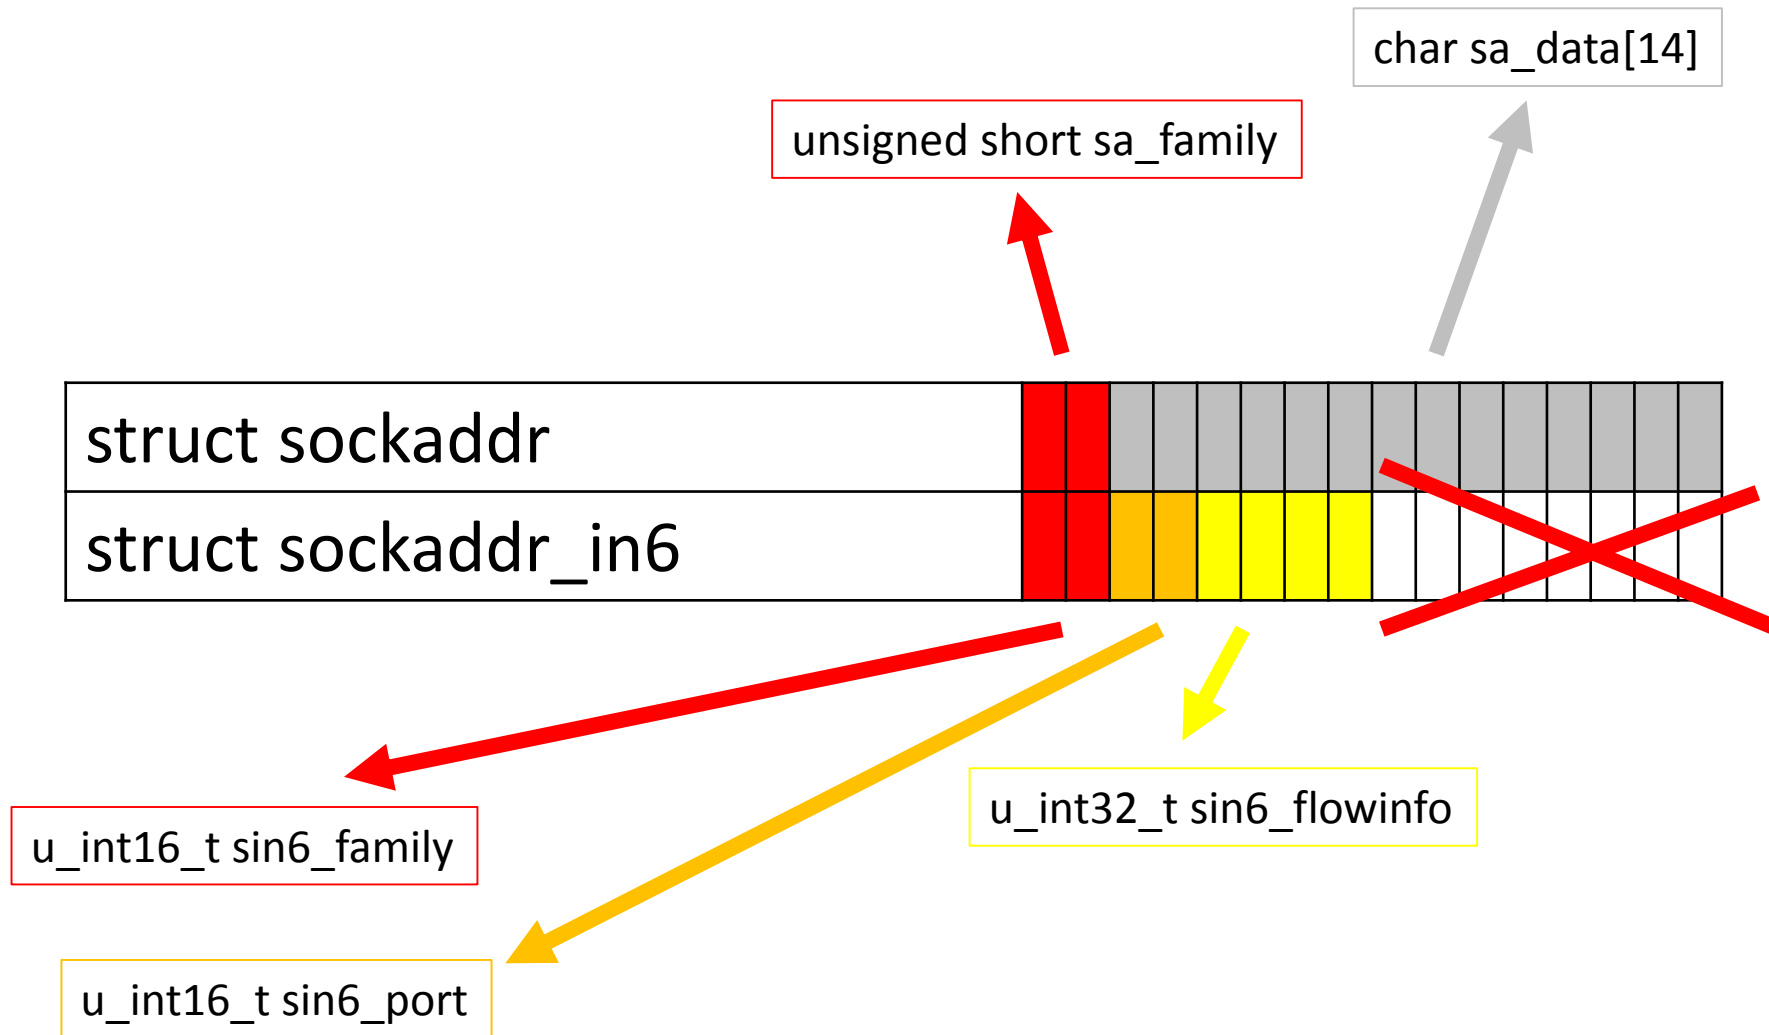 char sa_data[14]
unsigned short sa_family
struct sockaddr
struct sockaddr_in6
u_int32_t sin6_flowinfo
u_int16_t sin6_family
u_int16_t sin6_port